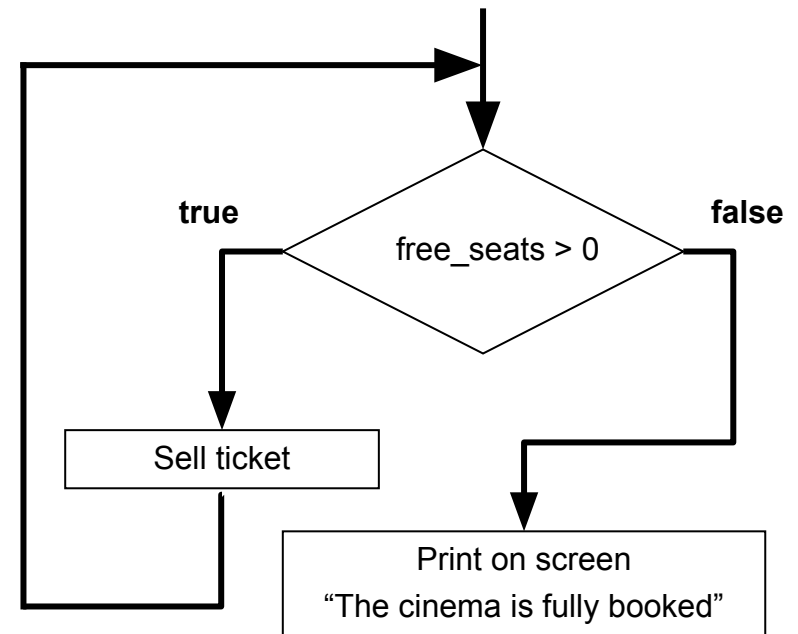 true
false
free_seats > 0
Sell ticket
Print on screen
“The cinema is fully booked”